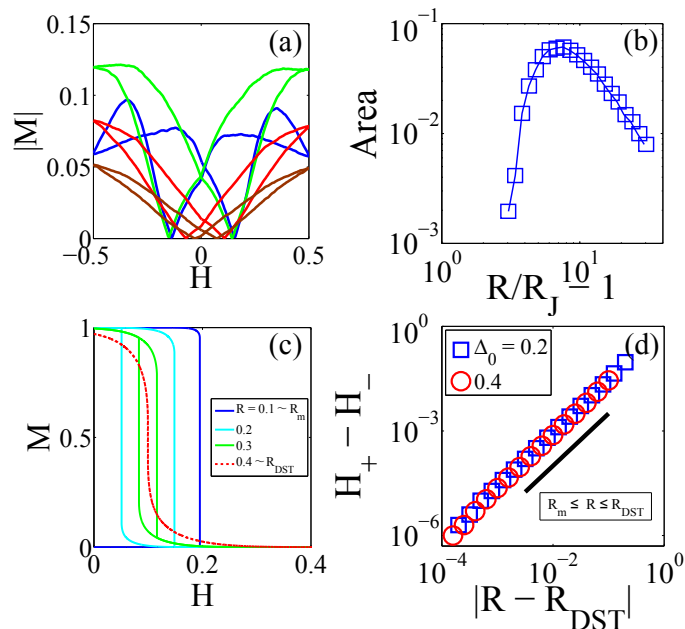 (a)
0.15
0.1
0.05
0
|M|
−0.5
0
0.5
H
(b)
10^-1
10^-2
10^-3
Area
10^0
10^1
R/R_J − 1
(c)
1
0.5
0
M
R = 0.1 ~ R_m
0.2
0.3
0.4 ~ R_DST
0
0.2
0.4
H
(d)
10^0
10^-3
10^-6
H_+ − H_-
Δ_0 = 0.2
0.4
R_m ≤ R ≤ R_DST
10^-4
10^-2
10^0
|R − R_DST|